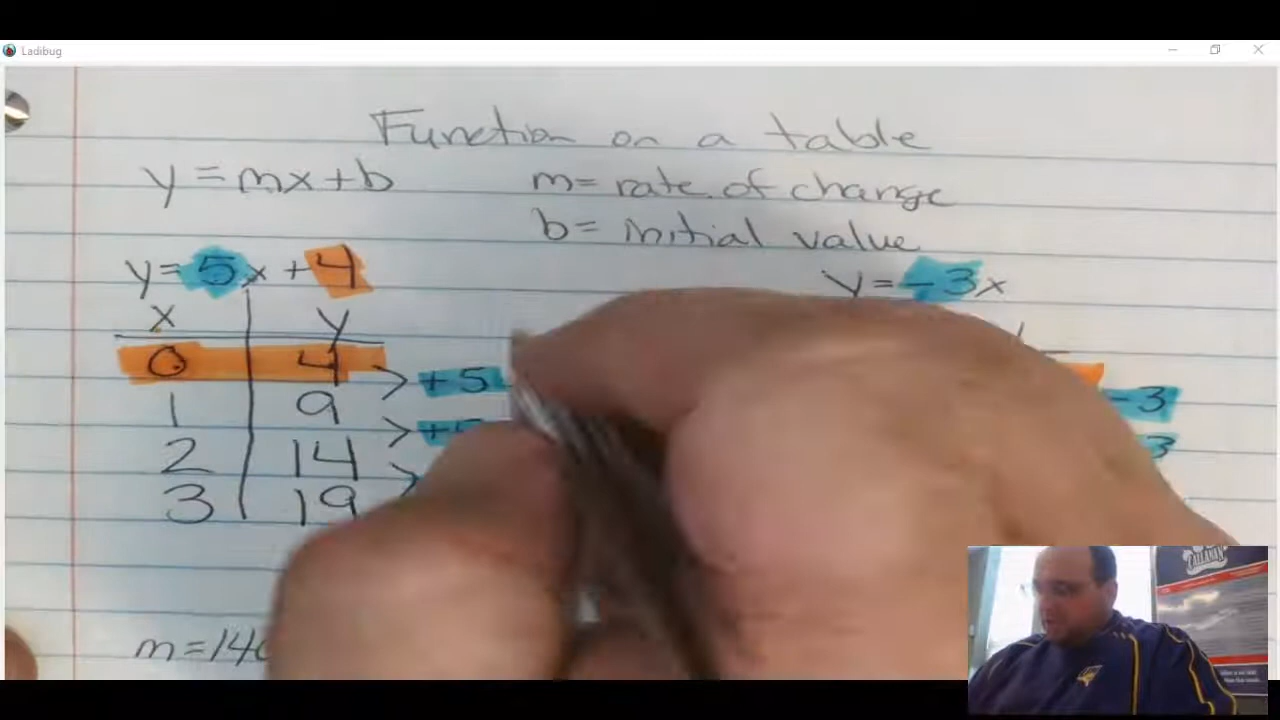 Ladibug
Function on a table
y = mx + b
m = rate of change
b = initial value
y = 5x + 4
x y
0 4
1 9
2 14
3 19
+5
y = -3x
-3
m = 14